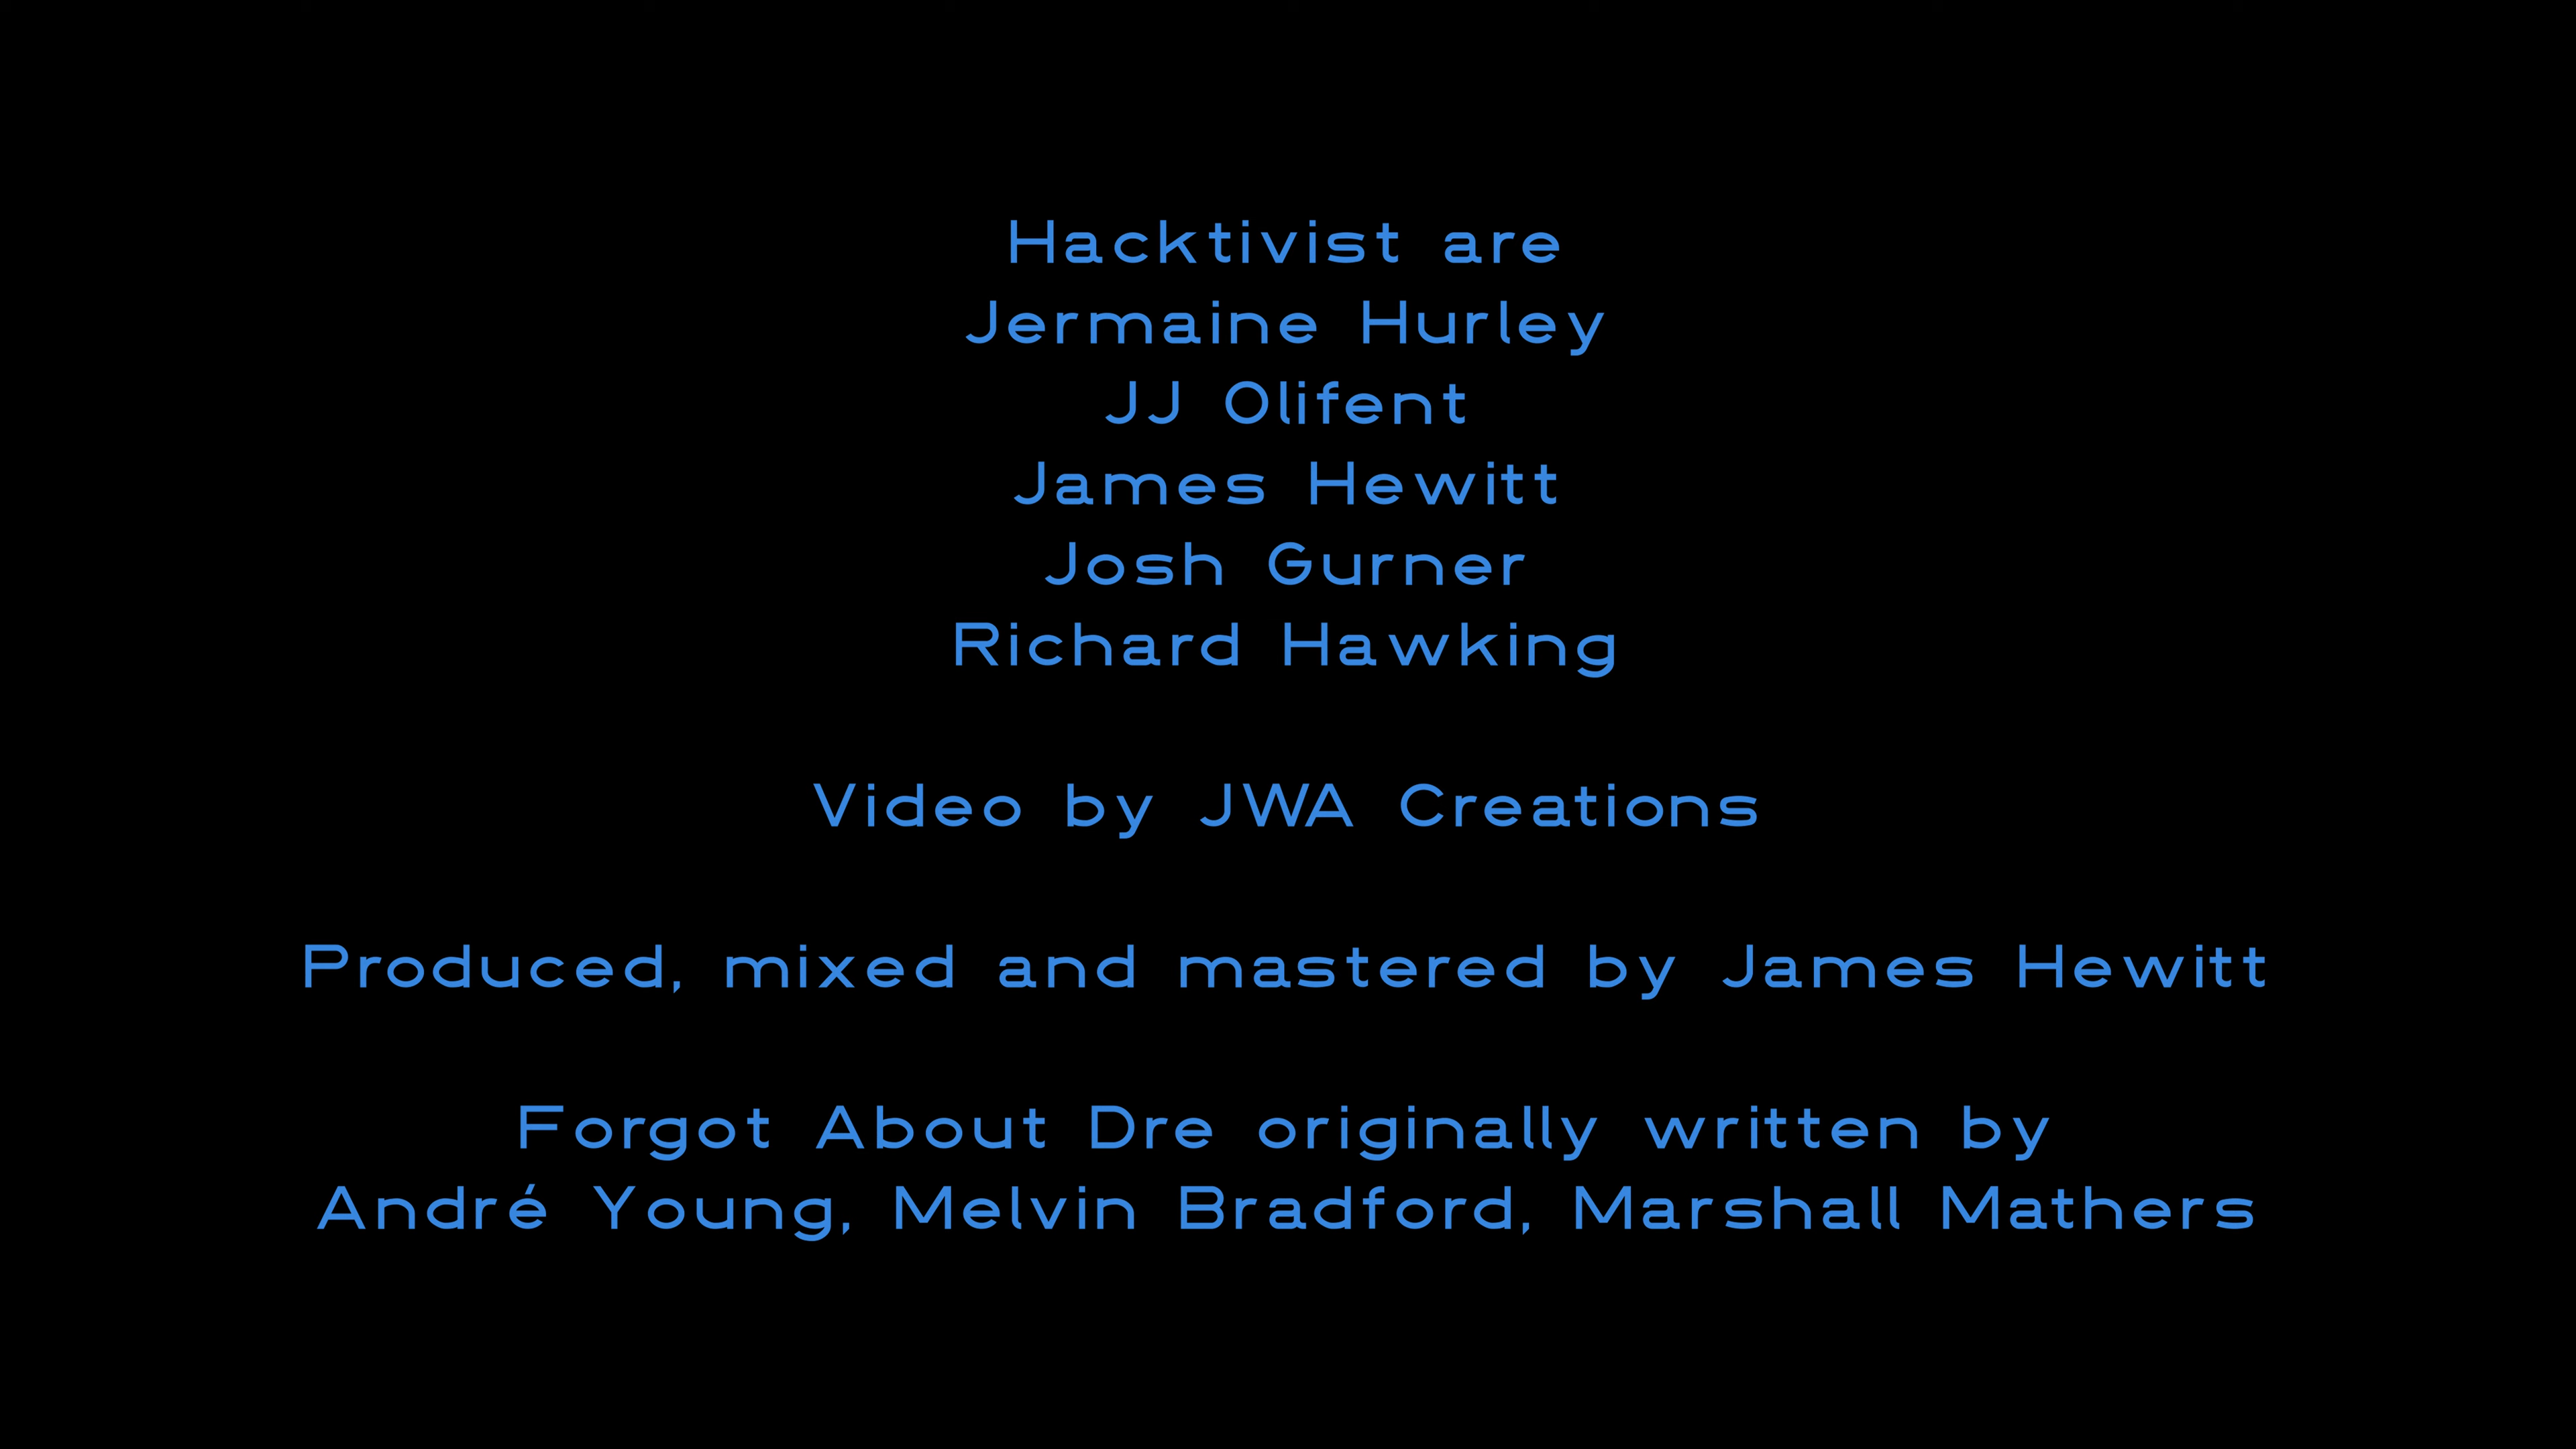 Hacktivist are
Jermaine Hurley
JJ Olifent
James Hewitt
Josh Gurner
Richard Hawking
Video by JWA Creations
Produced, mixed and mastered by James Hewitt
Forgot About Dre originally written by
André Young, Melvin Bradford, Marshall Mathers